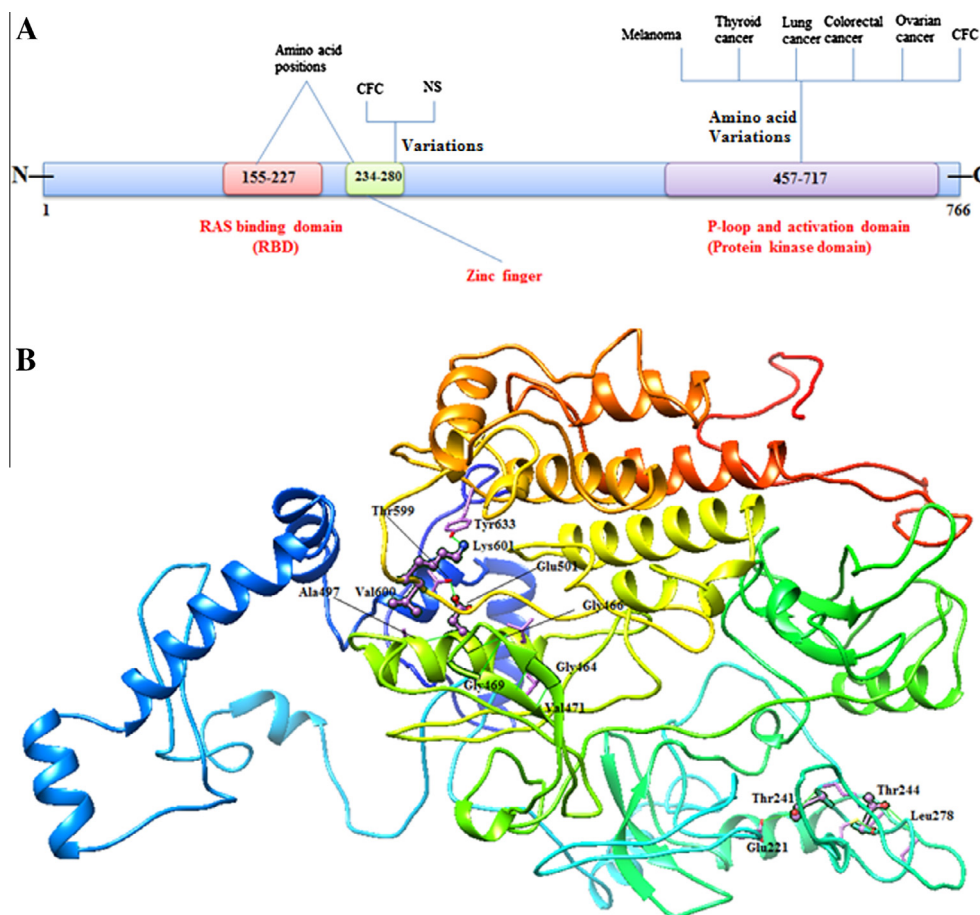 A
Melanoma
Thyroid
cancer
Lung
cancer
Colorectal
cancer
Ovarian
cancer
CFC
Amino acid
positions
CFC
NS
Variations
Amino acid
Variations
N
155-227
234-280
457-717
C
1
766
RAS binding domain
(RBD)
Zinc finger
P-loop and activation domain
(Protein kinase domain)
B
Thr599
Tyr633
Lys601
Glu501
Ala497
Val600
Gly466
Gly464
Gly469
Val471
Thr241
Thr244
Leu278
Glu221